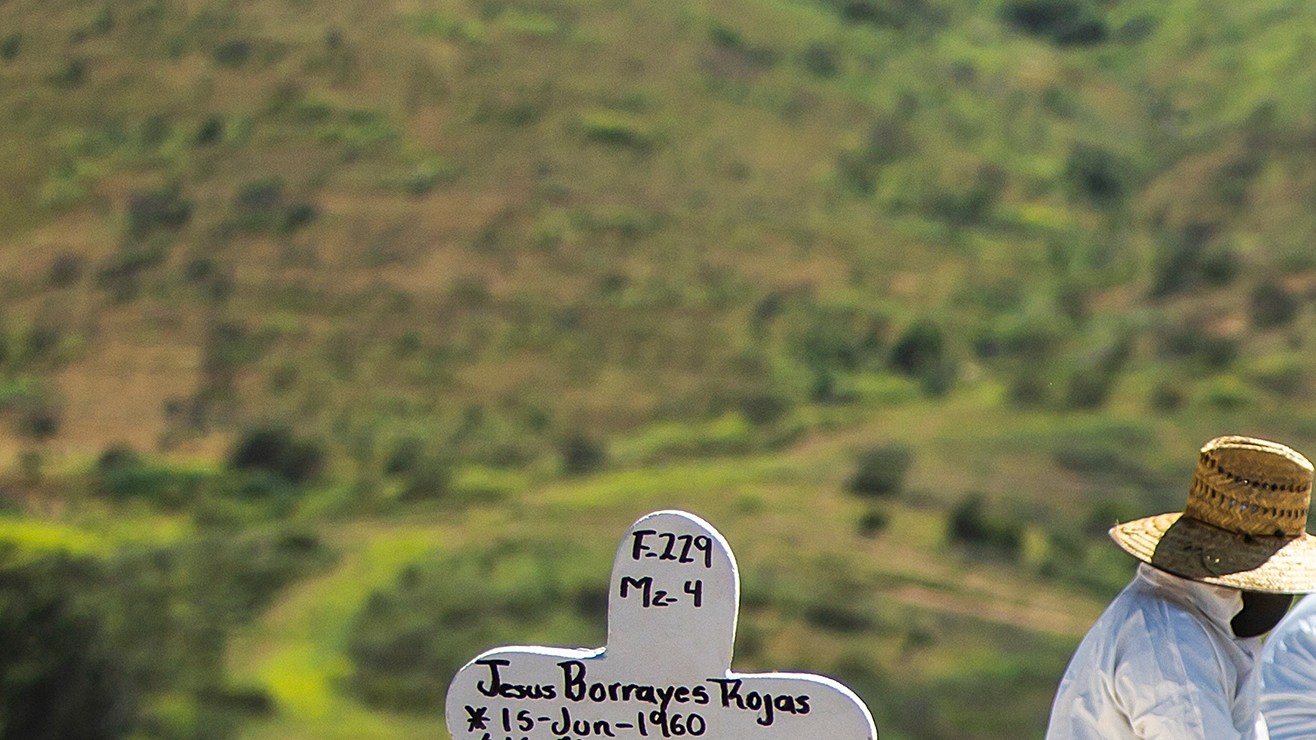 F-229
Mz-4
Jesus Borrayes Rojas
* 15-Jun-1960